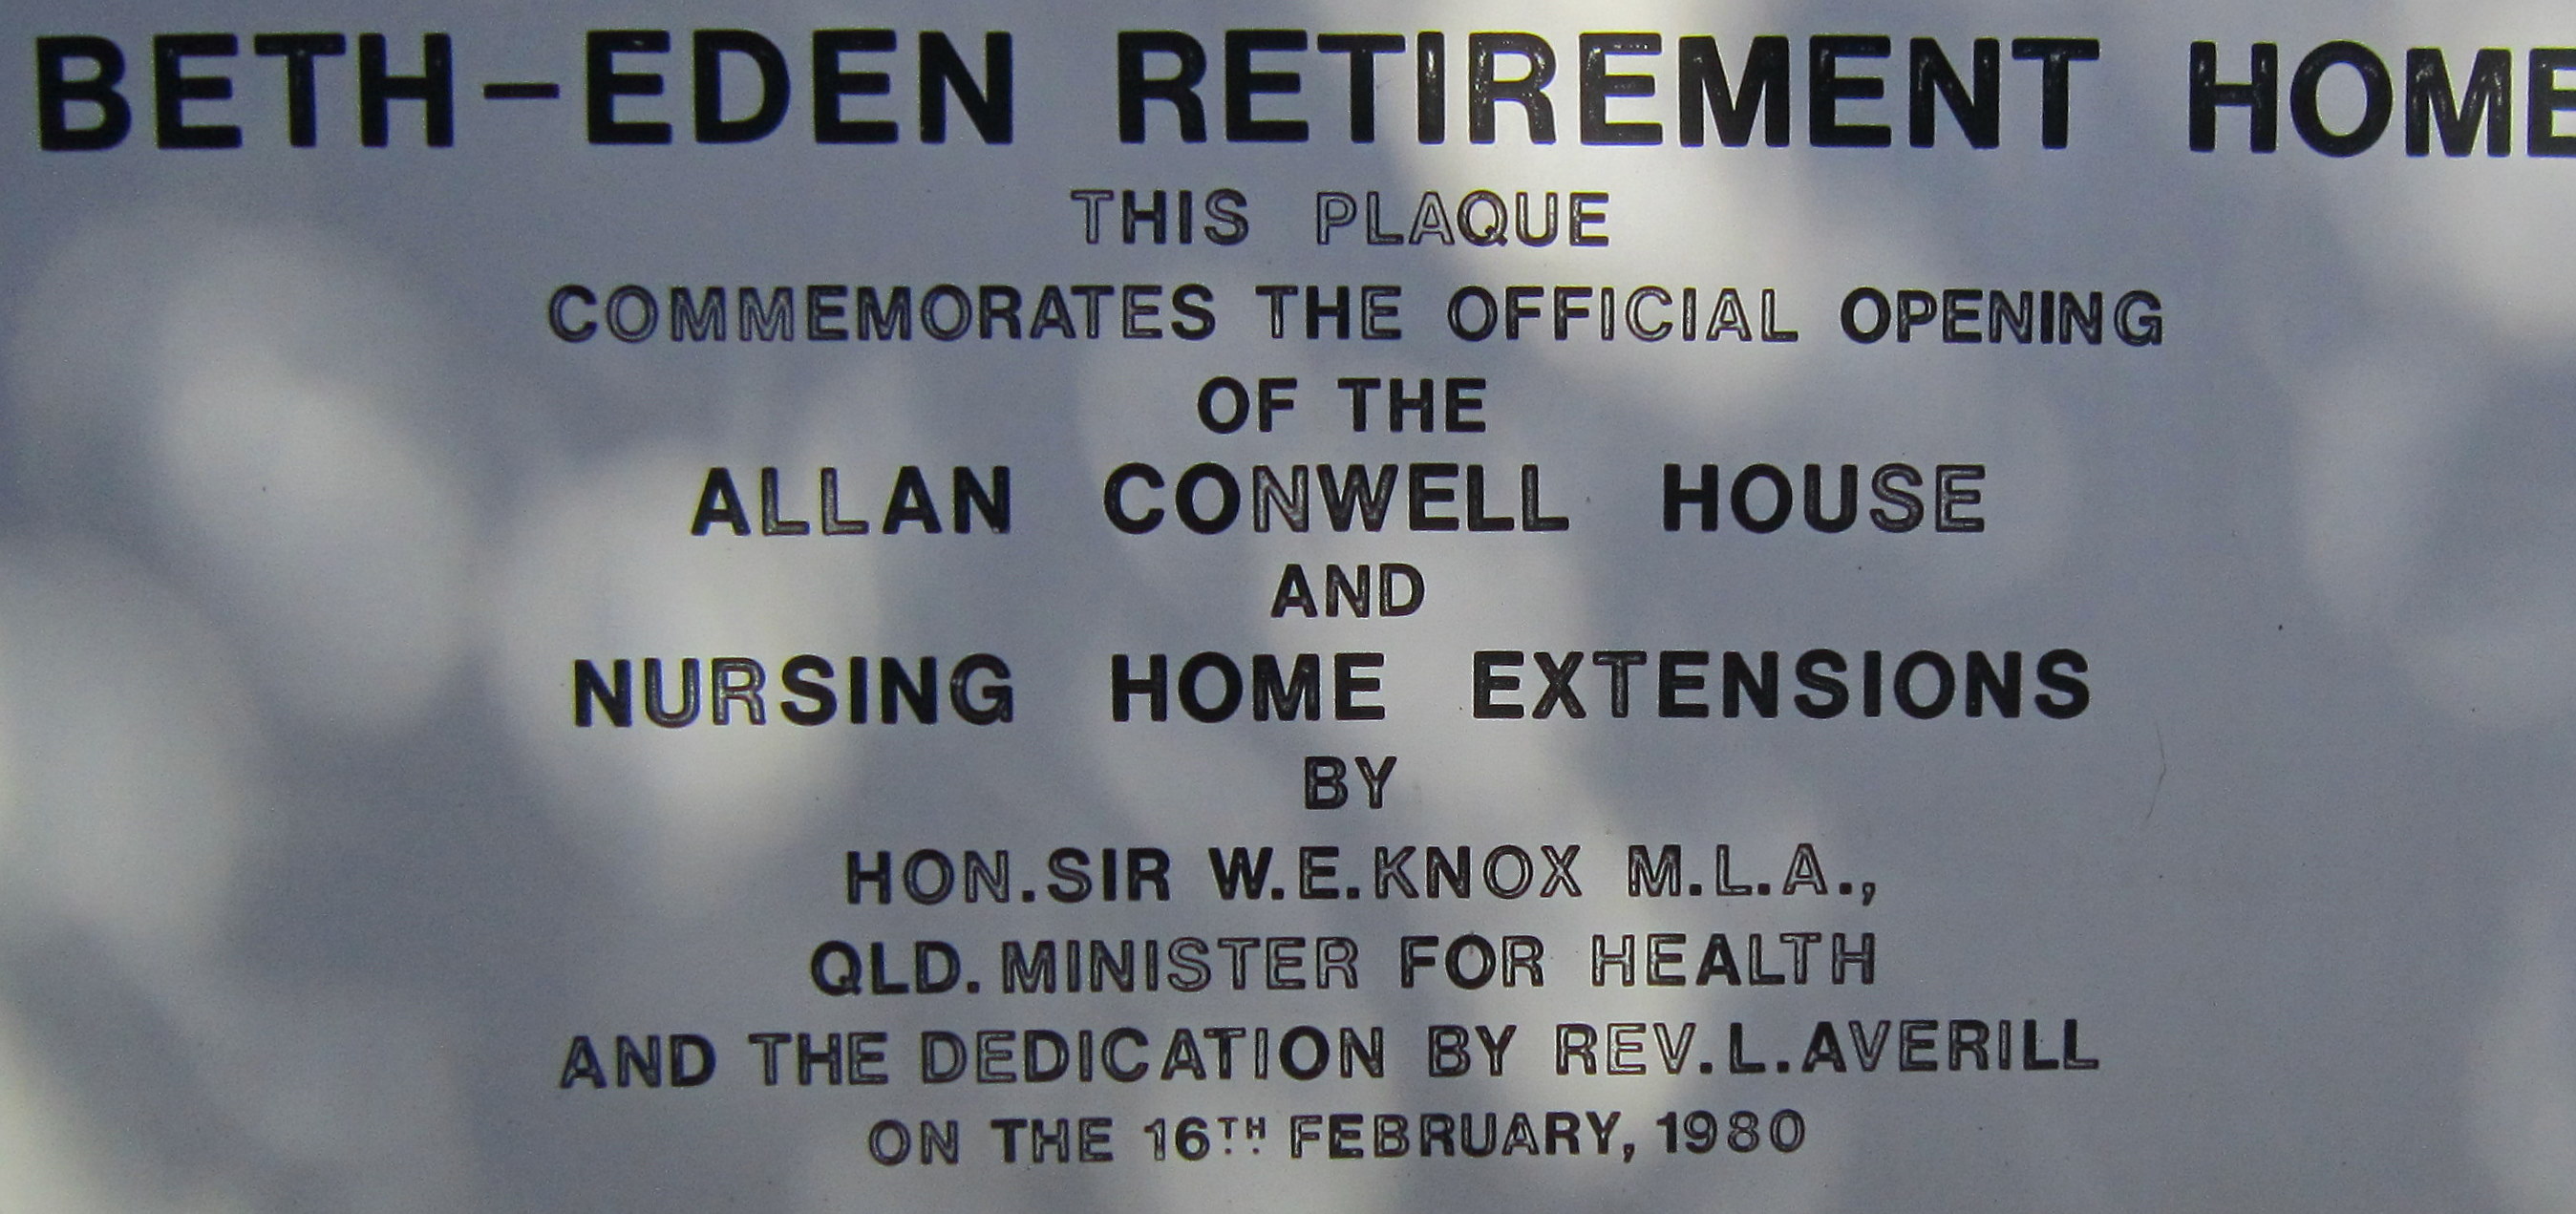 BETH-EDEN RETIREMENT HOME
THIS PLAQUE
COMMEMORATES THE OFFICIAL OPENING
OF THE
ALLAN CONWELL HOUSE
AND
NURSING HOME EXTENSIONS
BY
HON.SIR W.E.KNOX M.L.A.,
QLD. MINISTER FOR HEALTH
AND THE DEDICATION BY REV.L.AVERILL
ON THE 16TH FEBRUARY, 1980